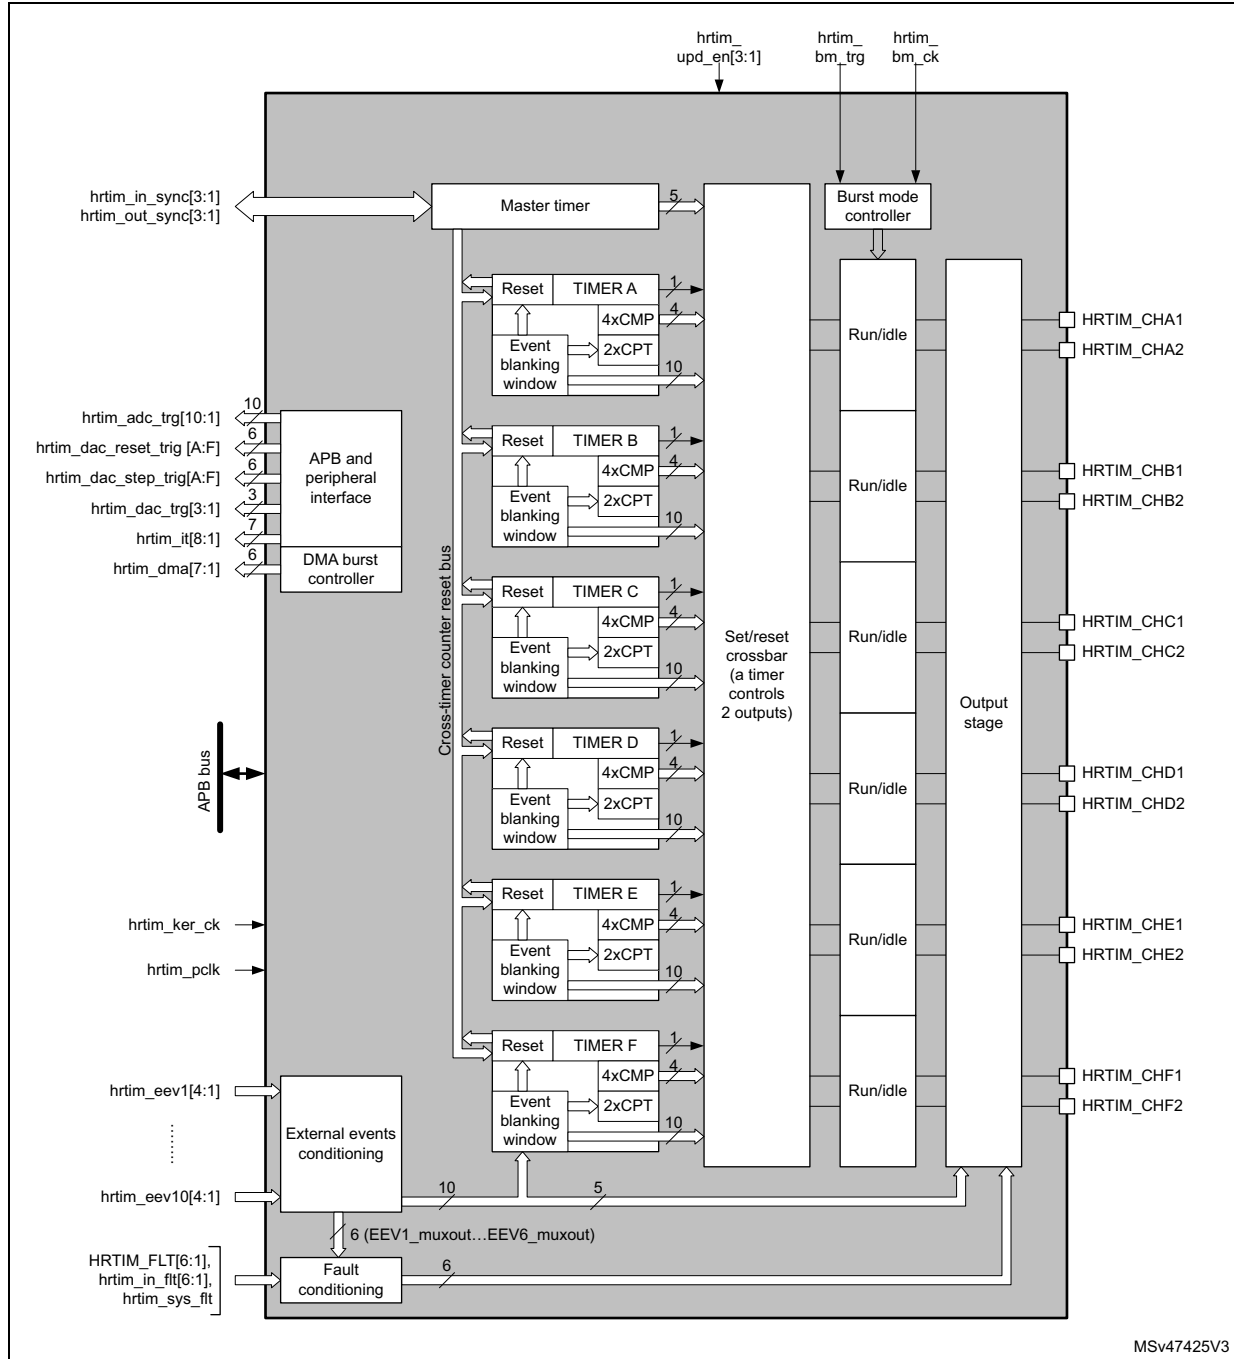 hrtim_
upd_en[3:1]
hrtim_
bm_trg
hrtim_
bm_ck
hrtim_in_sync[3:1]
hrtim_out_sync[3:1]
Master timer
5
Burst mode
controller
Reset
TIMER A
1
4xCMP
4
Event
blanking
window
2xCPT
10
Run/idle
HRTIM_CHA1
HRTIM_CHA2
hrtim_adc_trg[10:1]
10
hrtim_dac_reset_trig [A:F]
6
hrtim_dac_step_trig[A:F]
6
hrtim_dac_trg[3:1]
3
hrtim_it[8:1]
7
hrtim_dma[7:1]
6
APB and
peripheral
interface
DMA burst
controller
Cross-timer counter reset bus
Reset
TIMER B
1
4xCMP
4
Event
blanking
window
2xCPT
10
Run/idle
HRTIM_CHB1
HRTIM_CHB2
Reset
TIMER C
1
4xCMP
4
Event
blanking
window
2xCPT
10
Set/reset
crossbar
(a timer
controls
2 outputs)
Run/idle
Output
stage
HRTIM_CHC1
HRTIM_CHC2
APB bus
Reset
TIMER D
1
4xCMP
4
Event
blanking
window
2xCPT
10
Run/idle
HRTIM_CHD1
HRTIM_CHD2
hrtim_ker_ck
hrtim_pclk
Reset
TIMER E
1
4xCMP
4
Event
blanking
window
2xCPT
10
Run/idle
HRTIM_CHE1
HRTIM_CHE2
Reset
TIMER F
1
4xCMP
4
Event
blanking
window
2xCPT
10
Run/idle
HRTIM_CHF1
HRTIM_CHF2
hrtim_eev1[4:1]
hrtim_eev10[4:1]
External events
conditioning
10
5
6 (EEV1_muxout…EEV6_muxout)
HRTIM_FLT[6:1],
hrtim_in_flt[6:1],
hrtim_sys_flt
Fault
conditioning
6
MSv47425V3